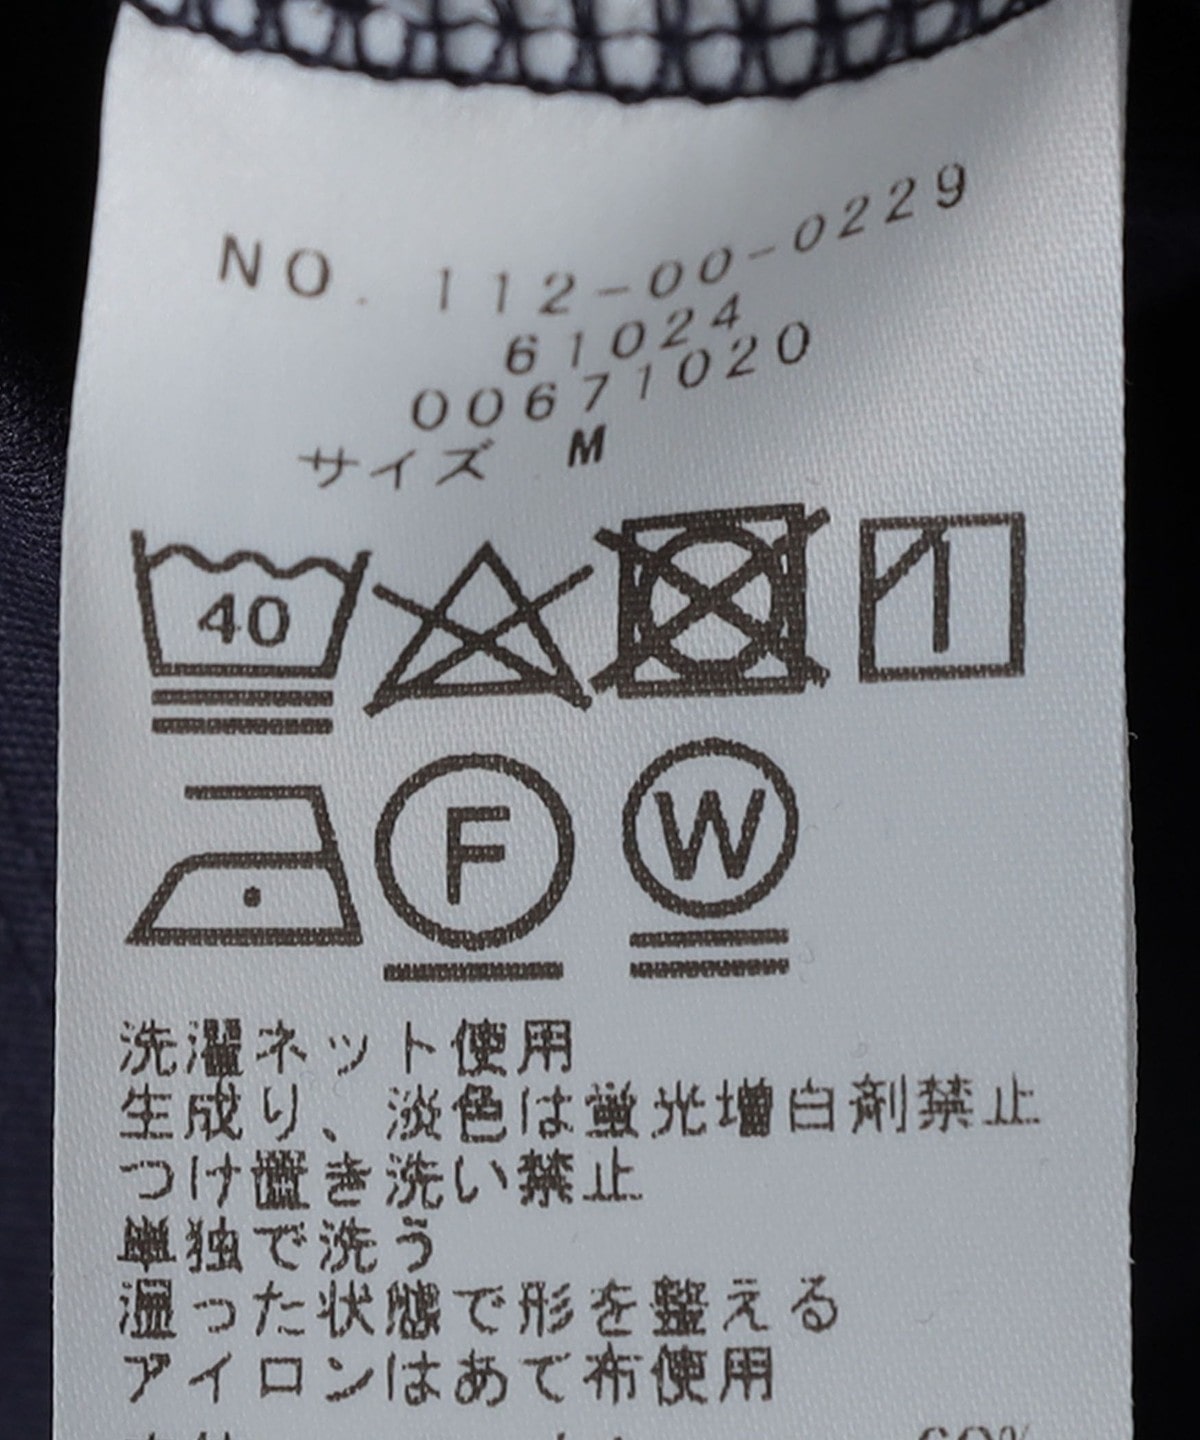 NO. 112-00-0229
61024
00671020
サイズ M
40
F W
洗濯ネット使用
生成り、淡色は蛍光増白剤禁止
つけ置き洗い禁止
単独で洗う
湿った状態で形を整える
アイロンはあて布使用
60%